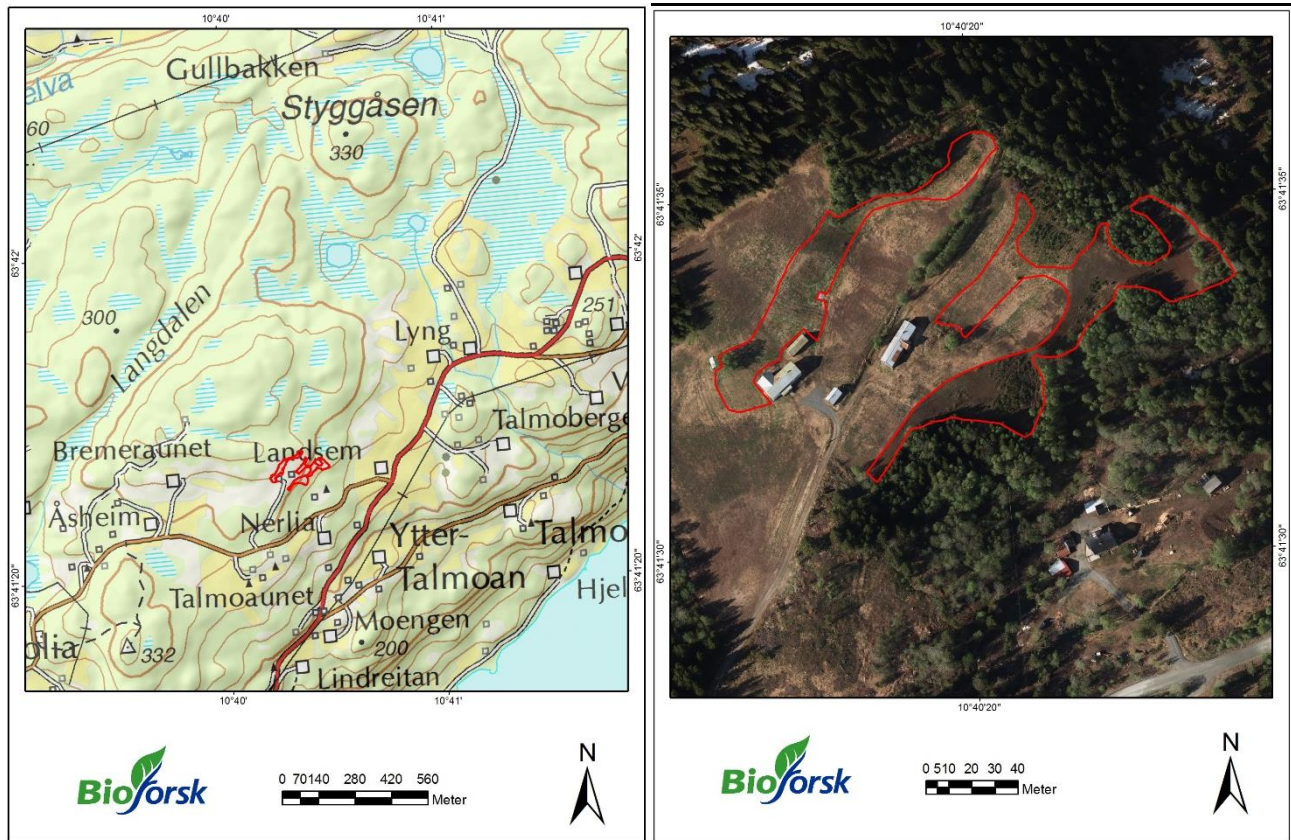 10°40'
10°41'
elva
Gullbakken
Styggåsen
60
330
63°42'
63°42'
300
Langdalen
Lyng
251
Talmoberge
Bremeraunet
Landsem
Åsheim
Nerlia
Ytter-
Talmoan
Talmo
63°41'20"
63°41'20"
Talmoaunet
Hjel
Moengen
200
olia
332
Lindreitan
10°40'
10°41'
Bioforsk
0 70140 280 420 560
Meter
N
10°40'20"
63°41'35"
63°41'35"
63°41'30"
63°41'30"
10°40'20"
Bioforsk
0 510 20 30 40
Meter
N